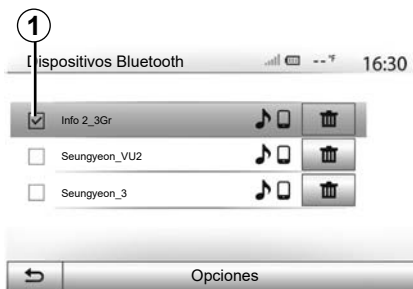 1
Dispositivos Bluetooth --°F 16:30
Info 2_3Gr
Seungyeon_VU2
Seungyeon_3
Opciones